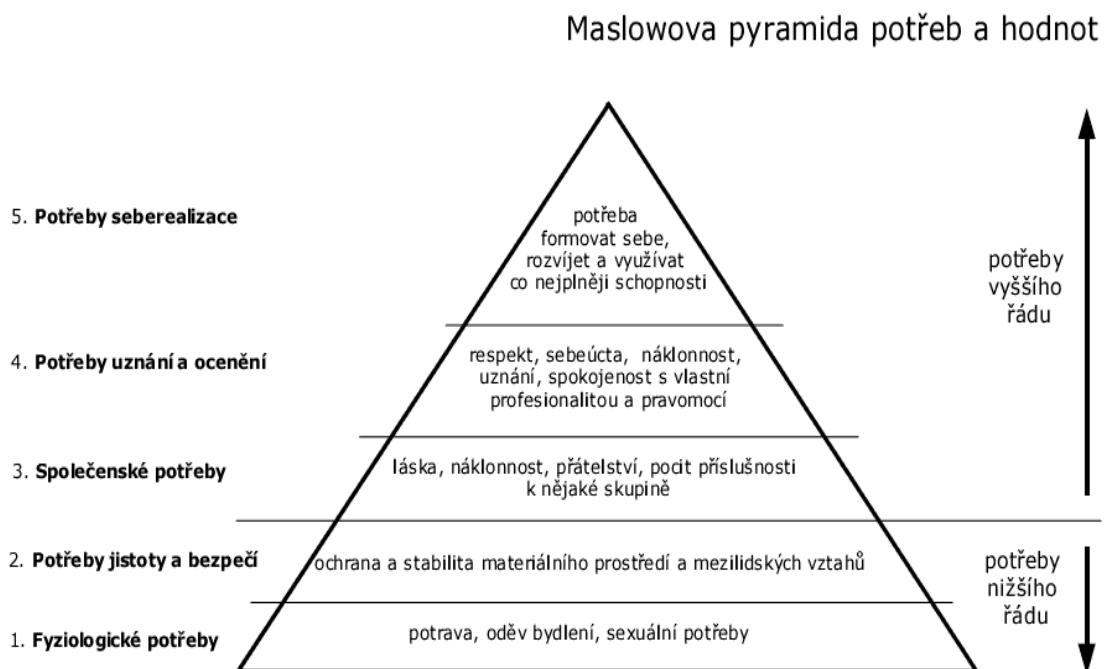 Maslowova pyramida potřeb a hodnot
5. Potřeby seberealizace
potřeba
formovat sebe,
rozvíjet a využívat
co nejplněji schopnosti
potřeby
vyššího
řádu
4. Potřeby uznání a ocenění
respekt, sebeúcta, náklonnost,
uznání, spokojenost s vlastní
profesionalitou a pravomocí
3. Společenské potřeby
láska, náklonnost, přátelství, pocit příslušnosti
k nějaké skupině
2. Potřeby jistoty a bezpečí
ochrana a stabilita materiálního prostředí a mezilidských vztahů
potřeby
nižšího
řádu
1. Fyziologické potřeby
potrava, oděv bydlení, sexuální potřeby